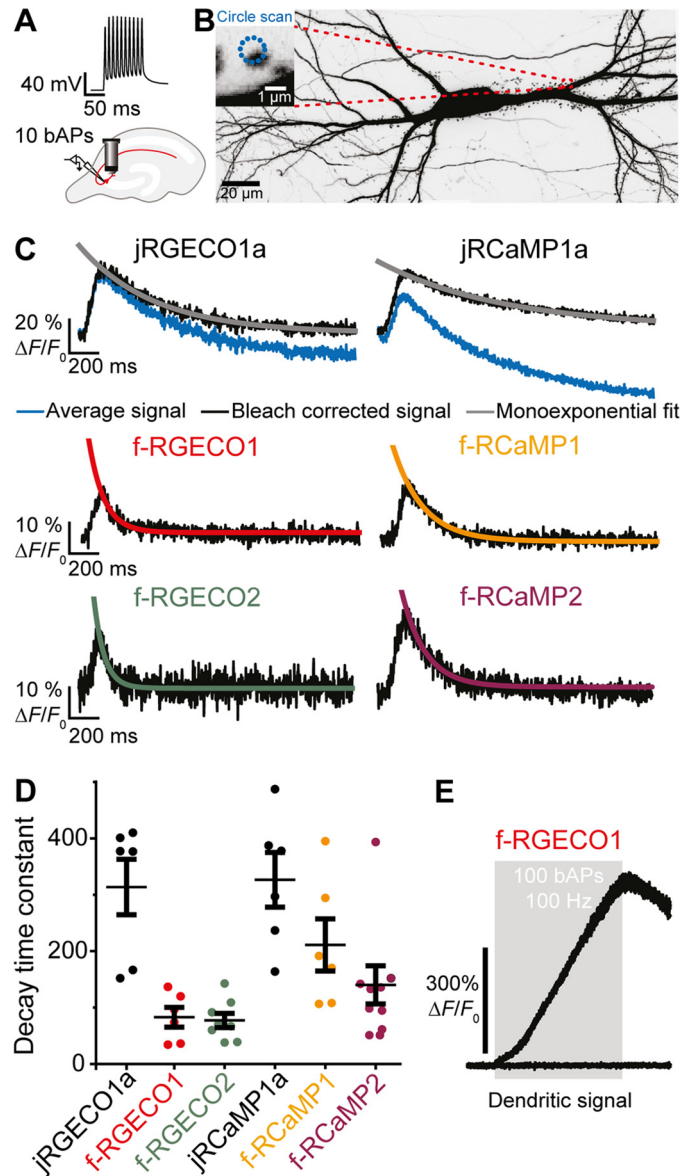 A
40 mV
50 ms
10 bAPs
B
Circle scan
1 µm
20 µm
C
jRGECO1a
jRCaMP1a
20 %
ΔF/F0
200 ms
Average signal
Bleach corrected signal
Monoexponential fit
f-RGECO1
f-RCaMP1
10 %
ΔF/F0
200 ms
f-RGECO2
f-RCaMP2
10 %
ΔF/F0
200 ms
D
Decay time constant
400
200
0
jRGECO1a
f-RGECO1
f-RGECO2
jRCaMP1a
f-RCaMP1
f-RCaMP2
E
f-RGECO1
100 bAPs
100 Hz
300%
ΔF/F0
Dendritic signal